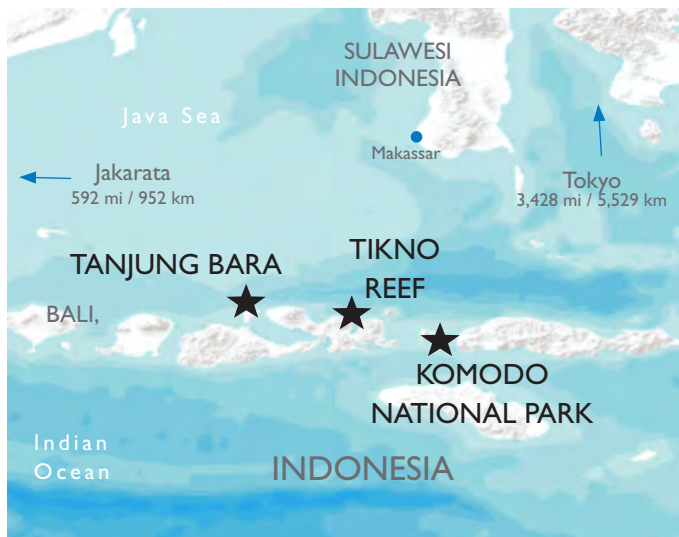 SULAWESI
INDONESIA
Java Sea
Makassar
Jakarata
592 mi / 952 km
Tokyo
3,428 mi / 5,529 km
TIKNO
REEF
TANJUNG BARA
BALI,
KOMODO
NATIONAL PARK
Indian
Ocean
INDONESIA